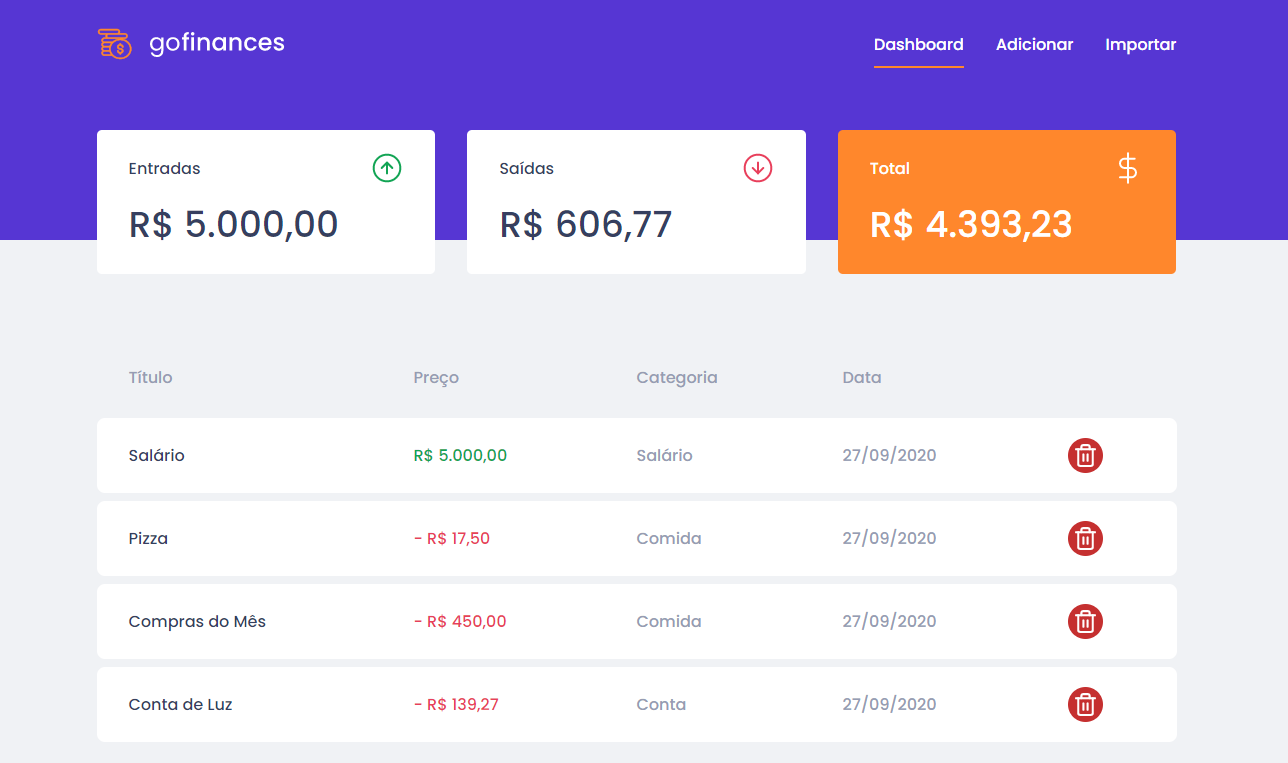 gofinances Dashboard Adicionar Importar
Entradas Saídas Total
R$ 5.000,00 R$ 606,77 R$ 4.393,23
Título Preço Categoria Data
Salário R$ 5.000,00 Salário 27/09/2020
Pizza - R$ 17,50 Comida 27/09/2020
Compras do Mês - R$ 450,00 Comida 27/09/2020
Conta de Luz - R$ 139,27 Conta 27/09/2020